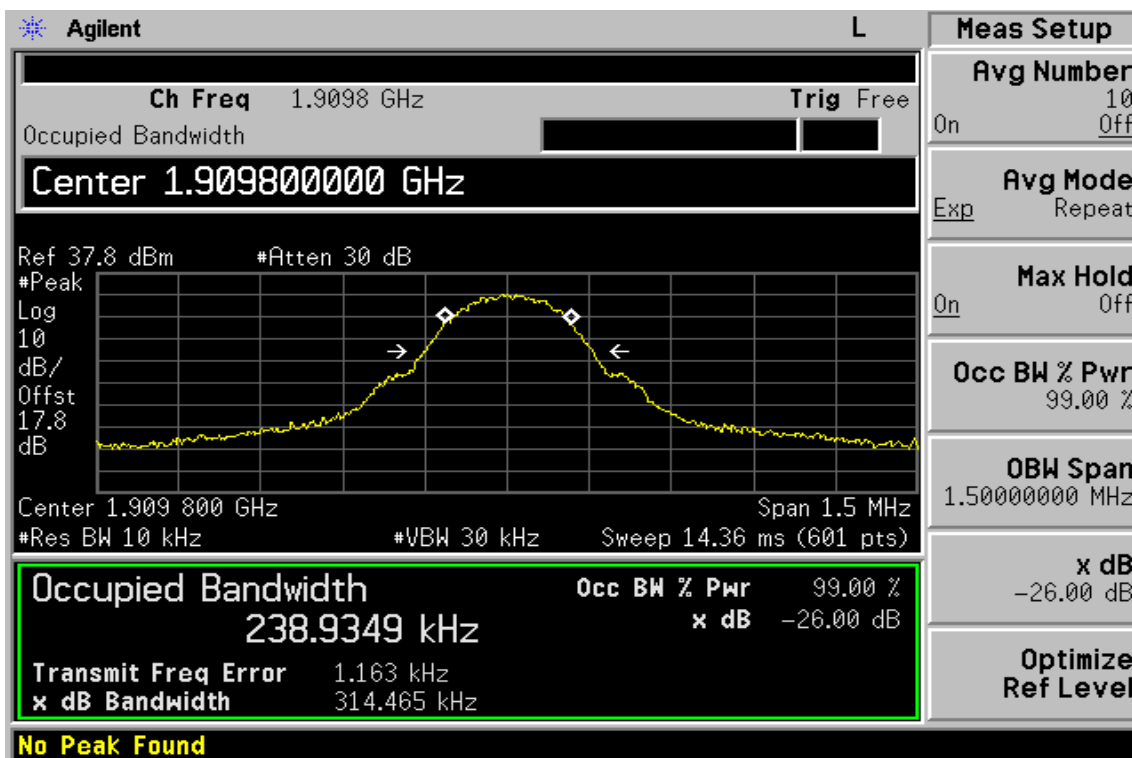 Agilent L
Ch Freq 1.9098 GHz Trig Free
Occupied Bandwidth
Center 1.909800000 GHz
Ref 37.8 dBm #Atten 30 dB
#Peak
Log
10
dB/
Offst
17.8
dB
Center 1.909 800 GHz Span 1.5 MHz
#Res BW 10 kHz #VBW 30 kHz Sweep 14.36 ms (601 pts)
Occupied Bandwidth
238.9349 kHz
Occ BW % Pwr 99.00 %
x dB -26.00 dB
Transmit Freq Error 1.163 kHz
x dB Bandwidth 314.465 kHz
No Peak Found
Meas Setup
Avg Number
10
On Off
Avg Mode
Exp Repeat
Max Hold
On Off
Occ BW % Pwr
99.00 %
OBW Span
1.50000000 MHz
x dB
-26.00 dB
Optimize
Ref Level